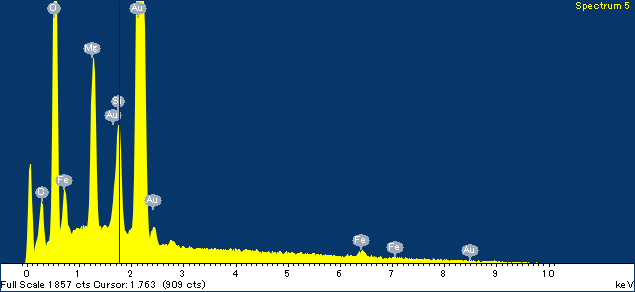 Spectrum 5
O
Au
Mg
Si
Au
C
Fe
Au
Fe
Fe
Au
0 1 2 3 4 5 6 7 8 9 10
Full Scale 1857 cts Cursor: 1.763 (909 cts) keV